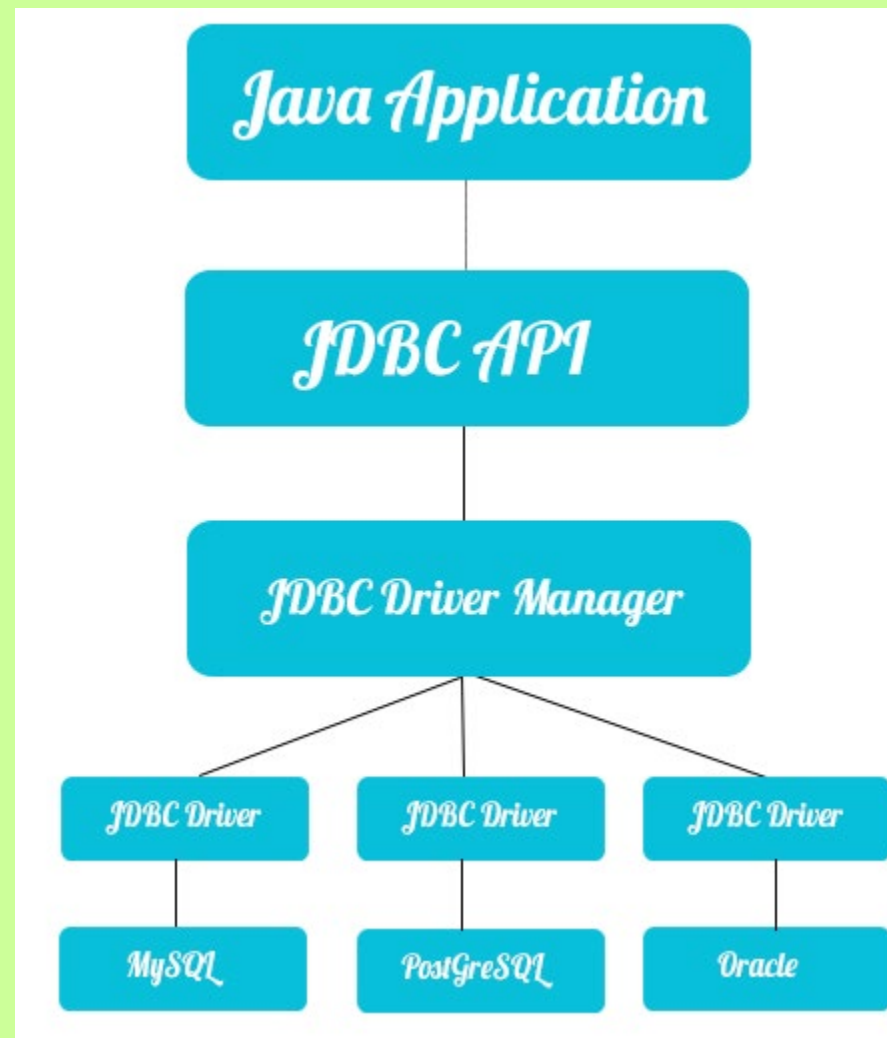 Java Application
JDBC API
JDBC Driver Manager
JDBC Driver
JDBC Driver
JDBC Driver
MySQL
PostGreSQL
Oracle